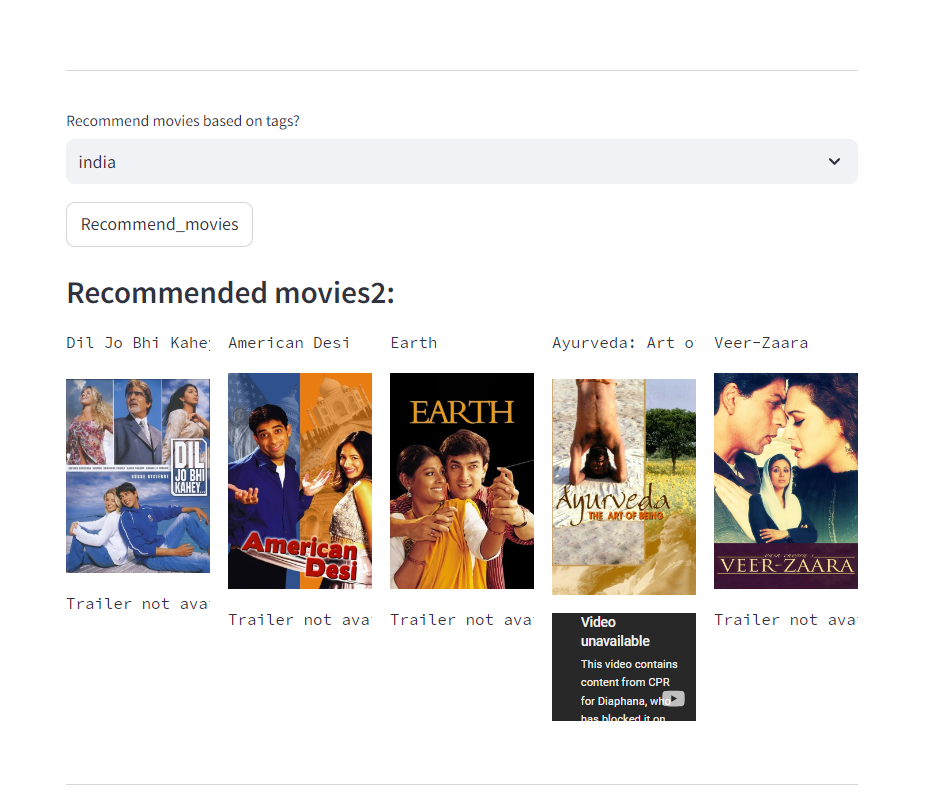 Recommend movies based on tags?
india
Recommend_movies
Recommended movies2:
Dil Jo Bhi Kahe
American Desi
Earth
Ayurveda: Art o
Veer-Zaara
DIL
JO BHI
KAHEY...
American
Desi
EARTH
Ayurveda
THE ART OF BEING
VEER-ZAARA
Trailer not ava
Trailer not ava
Trailer not ava
Video
unavailable
This video contains
content from CPR
for Diaphana, who
has blocked it on
Trailer not ava